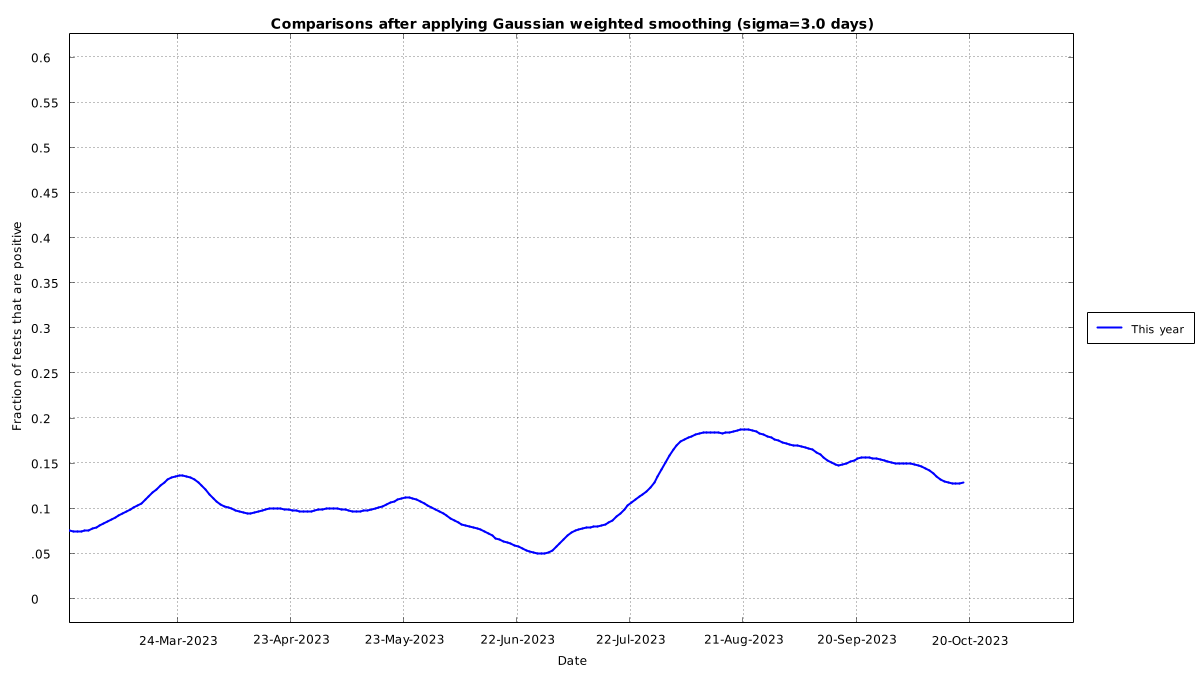 Comparisons after applying Gaussian weighted smoothing (sigma=3.0 days)
Fraction of tests that are positive
0.6
0.55
0.5
0.45
0.4
0.35
0.3
0.25
0.2
0.15
0.1
.05
0
24-Mar-2023 23-Apr-2023 23-May-2023 22-Jun-2023 22-Jul-2023 21-Aug-2023 20-Sep-2023 20-Oct-2023
Date
This year